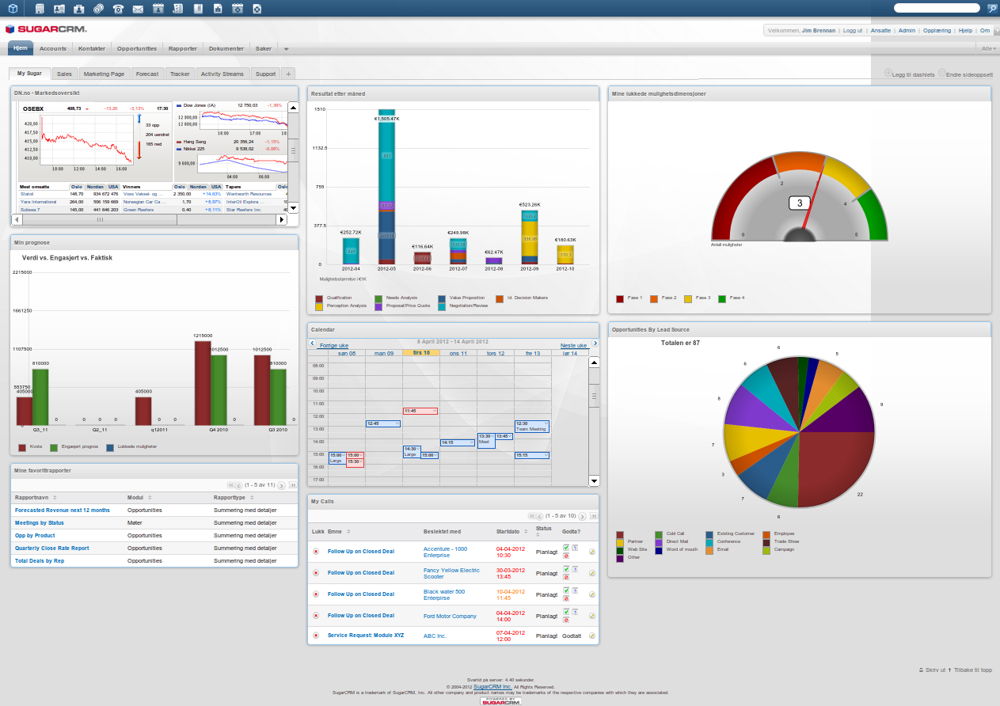 SUGARCRM.
Velkommen, Jim Brennan | Logg ut | Ansatte | Admin | Opplæring | Hjelp | Om
Hjem Accounts Kontakter Opportunities Rapporter Dokumenter Saker
Alle
My Sugar Sales Marketing Page Forecast Tracker Activity Streams Support +
Legg til dashlets Endre sideoppsett
DN.no - Markedsoversikt
OSEBX 408,73 -13,20 -3,13% 17:30
420,00
417,50
415,00
412,50
410,00
10:00 12:00 14:00 16:00
33 opp
204 uendret
165 ned
Dow Jones (IA) 12 750,03 -1,39%
12 900,00
12 800,00
16:00 17:00 18:
Hang Seng 20 356,24 -1,15%
Nikkei 225 9 538,02 -0,09%
9 600,00
04:00 06:00
Mest omsatte Oslo Norden USA Vinnere Oslo Norden USA Tapere Oslo
Statoil 148,70 934 672 476 Voss Veksel- og ... 2 350,00 +14,63% Wentworth Resources
Yara International 264,00 506 159 669 Norwegian Car Ca ... 1,70 +8,97% InterOil Explora ...
Subsea 7 145,00 441 646 203 Green Reefers 0,40 +8,11% Star Reefers Inc.
Min prognose
Verdi vs. Engasjert vs. Faktisk
2215000
1661250
1107500
553750
0
405000 810000 0
0 0 0
405000 0 0
1215000 1012500 0
1012500 810000 0
Q3_11 Q2_11 q12011 Q4 2010 Q3 2010
Kvota Engasjert prognos Lukkede muligheter
Mine favorittrapporter
(1 - 5 av 11)
Rapportnavn Modul Rapporttype
Forecasted Revenue next 12 months Opportunities Summering med detaljer
Meetings by Status Møter Summering med detaljer
Opp by Product Opportunities Summering med detaljer
Quarterly Close Rate Report Opportunities Summering med detaljer
Total Deals by Rep Opportunities Summering med detaljer
Resultat etter måned
1510
1132.5
755
377.5
0
€252.72K €1,505.47K €116.64K €249.98K €62.47K €523.26K €180.63K
2012-04 2012-05 2012-06 2012-07 2012-08 2012-09 2012-10
Mulighetsstørrelse i €1K
Qualification Needs Analysis Value Proposition Id. Decision Makers
Perception Analysis Proposal/Price Quote Negotiation/Review
Calendar
8 April 2012 - 14 April 2012
Forrige uke Neste uke
søn 08 man 09 tirs 10 ons 11 tors 12 fre 13 lør 14
08:00
09:00
10:00
11:00
11:45
12:00
12:45 12:30
Team Meeting
13:00
13:30 13:45
Meet
14:00
14:15
14:30
Large 15:00
15:00
15:00 15:00 15:15
Large 15:30
16:00
17:00
My Calls
(1 - 5 av 10)
Lukk Emne Beslektet med Startdato Status Godta?
Follow Up on Closed Deal Accenture - 1000 Enterprise 04-04-2012 10:30 Planlagt
Follow Up on Closed Deal Fancy Yellow Electric Scooter 30-03-2012 13:45 Planlagt
Follow Up on Closed Deal Black water 500 Enterpirse 10-04-2012 11:45 Planlagt
Follow Up on Closed Deal Ford Motor Company 04-04-2012 14:00 Planlagt
Service Request: Module XYZ ABC Inc. 07-04-2012 12:00 Planlagt Godtatt
Mine lukkede mulighetsdimensjoner
0 2 3 4 5
Antall muligheter
Fase 1 Fase 2 Fase 3 Fase 4
Opportunities By Lead Source
Totalen er 87
6 5 9 22 6 7 3 7 8 6
Cold Call Existing Customer Employee
Partner Direct Mail Conference Trade Show
Web Site Word of mouth Email Campaign
Other
Skriv ut Tilbake til topp
Svartid på server: 4.40 sekunder.
© 2004-2012 SugarCRM Inc. All Rights Reserved.
SugarCRM is a trademark of SugarCRM, Inc. All other company and product names may be trademarks of the respective companies with which they are associated.
POWERED BY
SUGARCRM